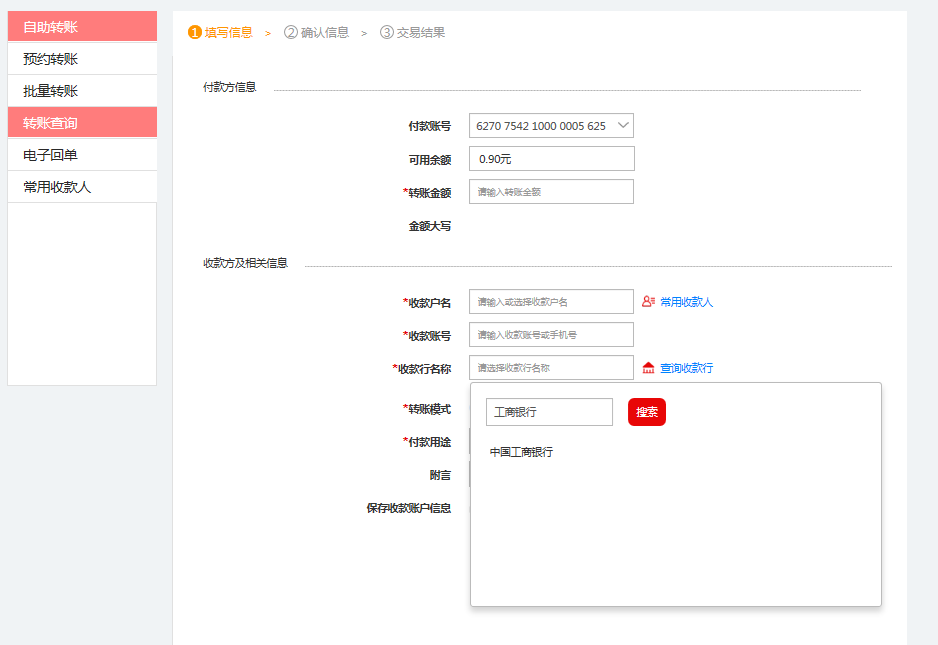 自助转账
预约转账
批量转账
转账查询
电子回单
常用收款人
1 填写信息 > 2 确认信息 > 3 交易结果
付款方信息
付款账号 6270 7542 1000 0005 625
可用余额 0.90元
*转账金额 请输入转账金额
金额大写
收款方及相关信息
*收款户名 请输入或选择收款户名 常用收款人
*收款账号 请输入收款账号或手机号
*收款行名称 请选择收款行名称 查询收款行
*转账模式
工商银行 搜索
*付款用途
中国工商银行
附言
保存收款账户信息